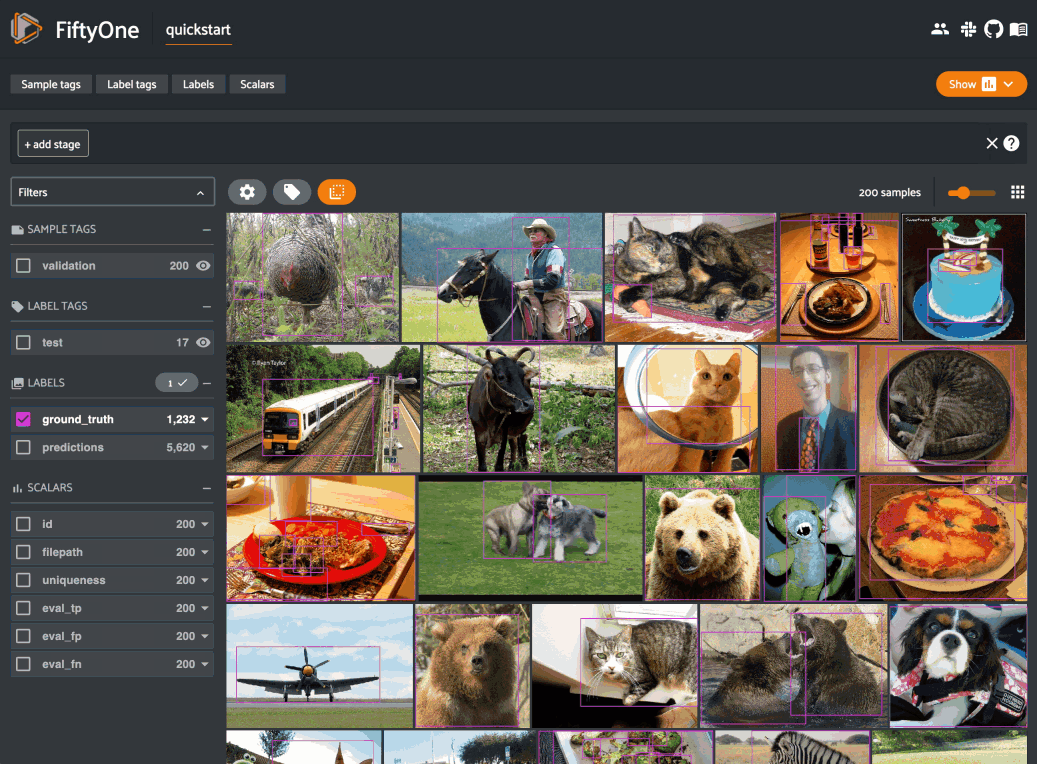 FiftyOne
quickstart
Sample tags
Label tags
Labels
Scalars
Show
+ add stage
Filters
200 samples
SAMPLE TAGS
validation 200
LABEL TAGS
test 17
LABELS 1
ground_truth 1,232
predictions 5,620
SCALARS
id 200
filepath 200
uniqueness 200
eval_tp 200
eval_fp 200
eval_fn 200